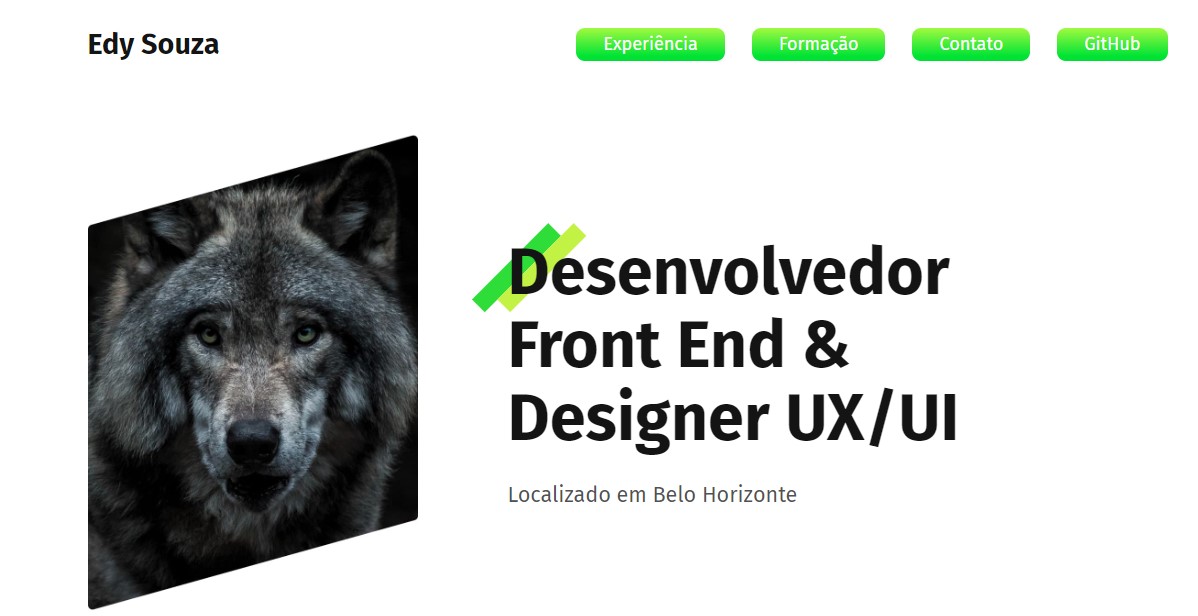 Edy Souza
Experiência
Formação
Contato
GitHub
Desenvolvedor
Front End &
Designer UX/UI
Localizado em Belo Horizonte